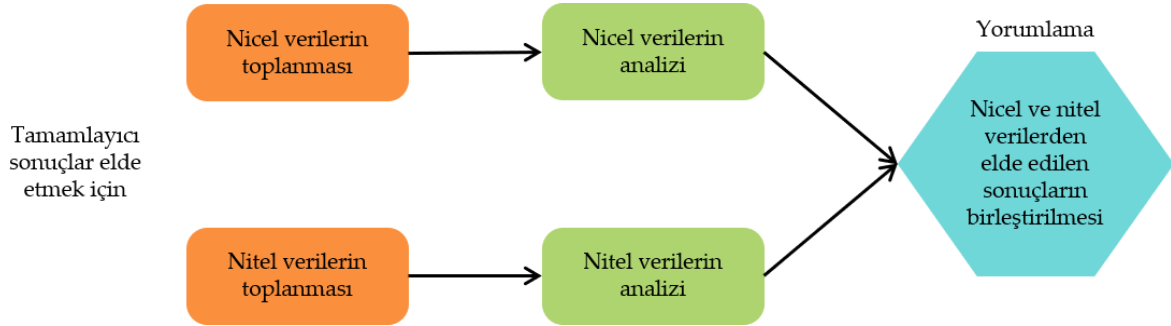 Nicel verilerin
toplanması
Nicel verilerin
analizi
Yorumlama
Tamamlayıcı
sonuçlar elde
etmek için
Nicel ve nitel
verilerden
elde edilen
sonuçların
birleştirilmesi
Nitel verilerin
toplanması
Nitel verilerin
analizi